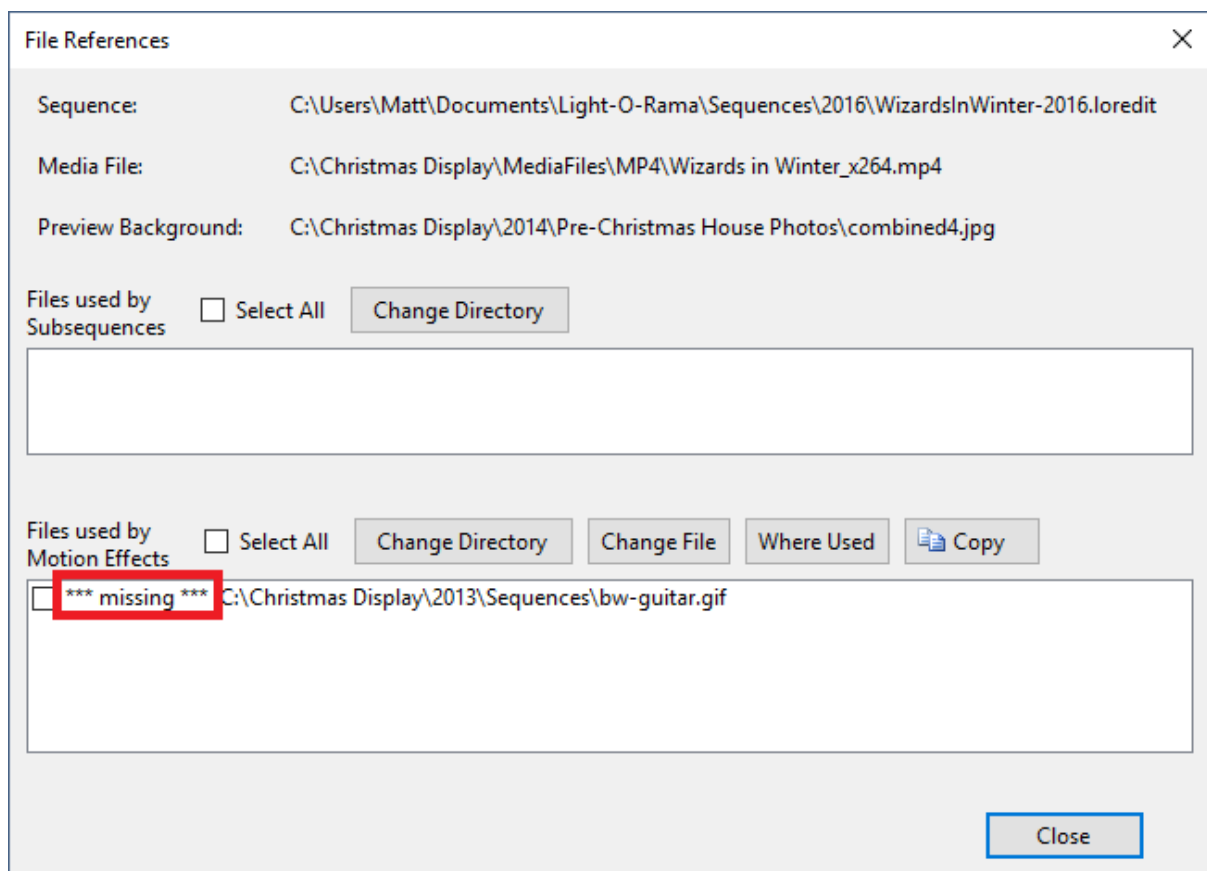 File References
Sequence: C:\Users\Matt\Documents\Light-O-Rama\Sequences\2016\WizardsInWinter-2016.loredit
Media File: C:\Christmas Display\MediaFiles\MP4\Wizards in Winter_x264.mp4
Preview Background: C:\Christmas Display\2014\Pre-Christmas House Photos\combined4.jpg
Files used by
Subsequences
Select All Change Directory
Files used by
Motion Effects
Select All Change Directory Change File Where Used Copy
*** missing *** C:\Christmas Display\2013\Sequences\bw-guitar.gif
Close